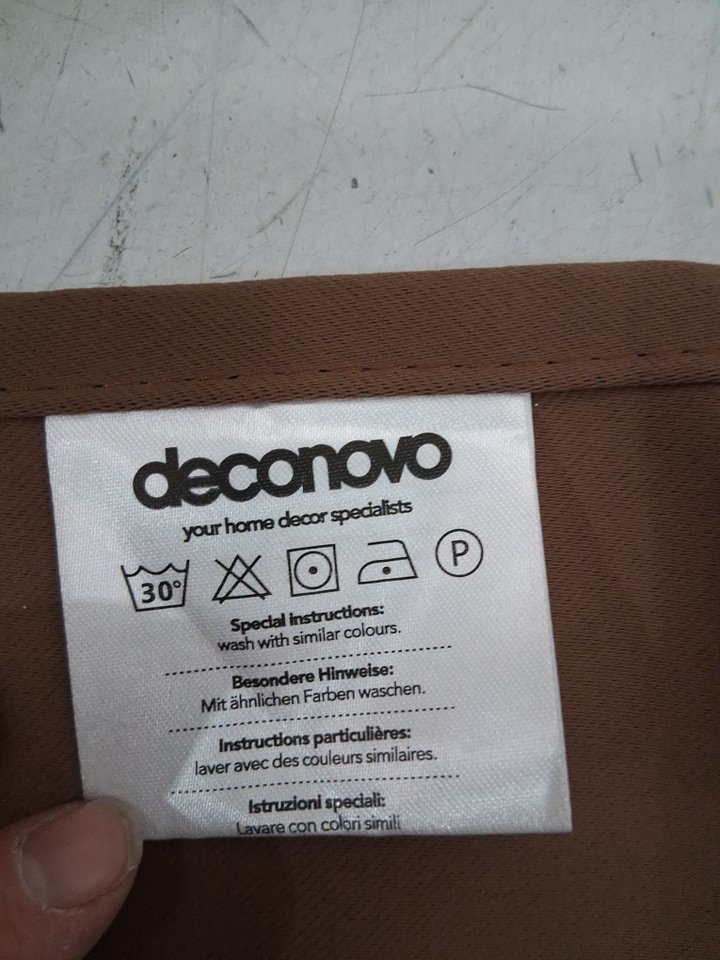 deconovo
your home decor specialists
30° P
Special instructions:
wash with similar colours.
Besondere Hinweise:
Mit ähnlichen Farben waschen.
Instructions particulières:
laver avec des couleurs similaires.
Istruzioni speciali:
Lavare con colori simili